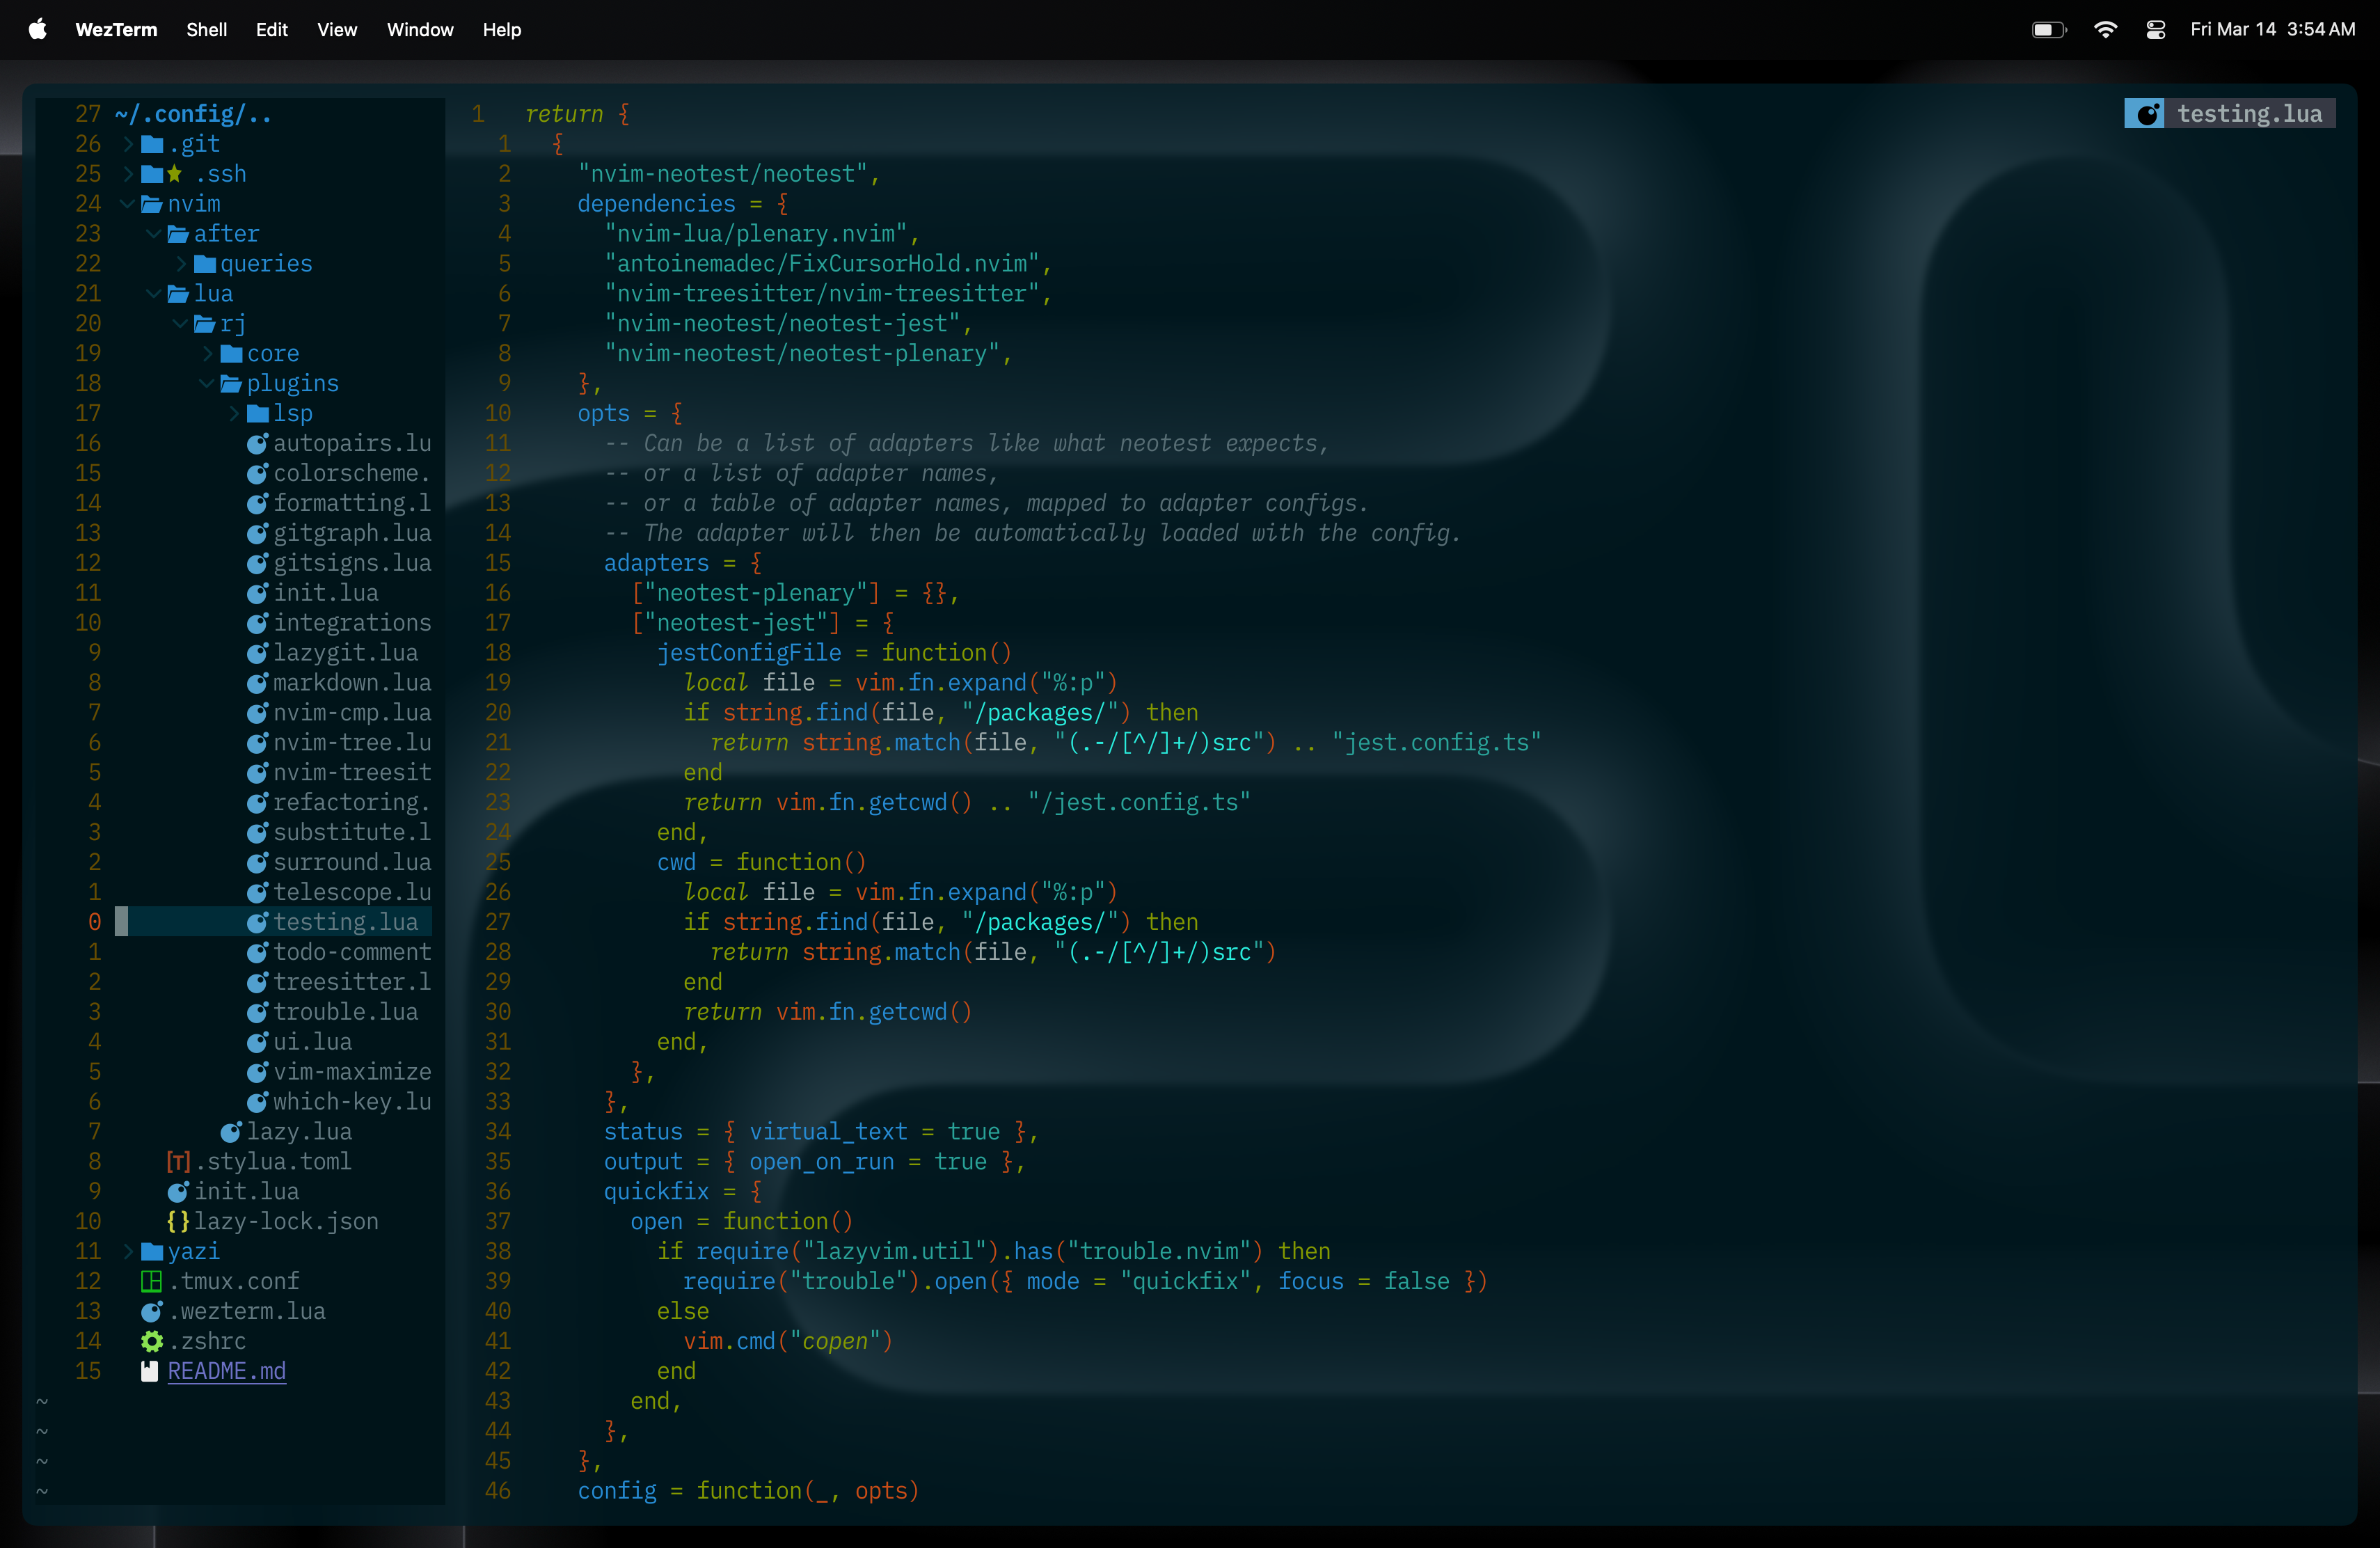 WezTerm Shell Edit View Window Help Fri Mar 14 3:54 AM
27 ~/.config/..
26 .git
25 .ssh
24 nvim
23 after
22 queries
21 lua
20 rj
19 core
18 plugins
17 lsp
16 autopairs.lu
15 colorscheme.
14 formatting.l
13 gitgraph.lua
12 gitsigns.lua
11 init.lua
10 integrations
9 lazygit.lua
8 markdown.lua
7 nvim-cmp.lua
6 nvim-tree.lu
5 nvim-treesit
4 refactoring.
3 substitute.l
2 surround.lua
1 telescope.lu
0 testing.lua
1 todo-comment
2 treesitter.l
3 trouble.lua
4 ui.lua
5 vim-maximize
6 which-key.lu
7 lazy.lua
8 [T] .stylua.toml
9 init.lua
10 {} lazy-lock.json
11 yazi
12 .tmux.conf
13 .wezterm.lua
14 .zshrc
15 README.md
~
~
~
~
testing.lua
1 return {
1 {
2 "nvim-neotest/neotest",
3 dependencies = {
4 "nvim-lua/plenary.nvim",
5 "antoinemadec/FixCursorHold.nvim",
6 "nvim-treesitter/nvim-treesitter",
7 "nvim-neotest/neotest-jest",
8 "nvim-neotest/neotest-plenary",
9 },
10 opts = {
11 -- Can be a list of adapters like what neotest expects,
12 -- or a list of adapter names,
13 -- or a table of adapter names, mapped to adapter configs.
14 -- The adapter will then be automatically loaded with the config.
15 adapters = {
16 ["neotest-plenary"] = {},
17 ["neotest-jest"] = {
18 jestConfigFile = function()
19 local file = vim.fn.expand("%:p")
20 if string.find(file, "/packages/") then
21 return string.match(file, "(.-/[^/]+/)src") .. "jest.config.ts"
22 end
23 return vim.fn.getcwd() .. "/jest.config.ts"
24 end,
25 cwd = function()
26 local file = vim.fn.expand("%:p")
27 if string.find(file, "/packages/") then
28 return string.match(file, "(.-/[^/]+/)src")
29 end
30 return vim.fn.getcwd()
31 end,
32 },
33 },
34 status = { virtual_text = true },
35 output = { open_on_run = true },
36 quickfix = {
37 open = function()
38 if require("lazyvim.util").has("trouble.nvim") then
39 require("trouble").open({ mode = "quickfix", focus = false })
40 else
41 vim.cmd("copen")
42 end
43 end,
44 },
45 },
46 config = function(_, opts)